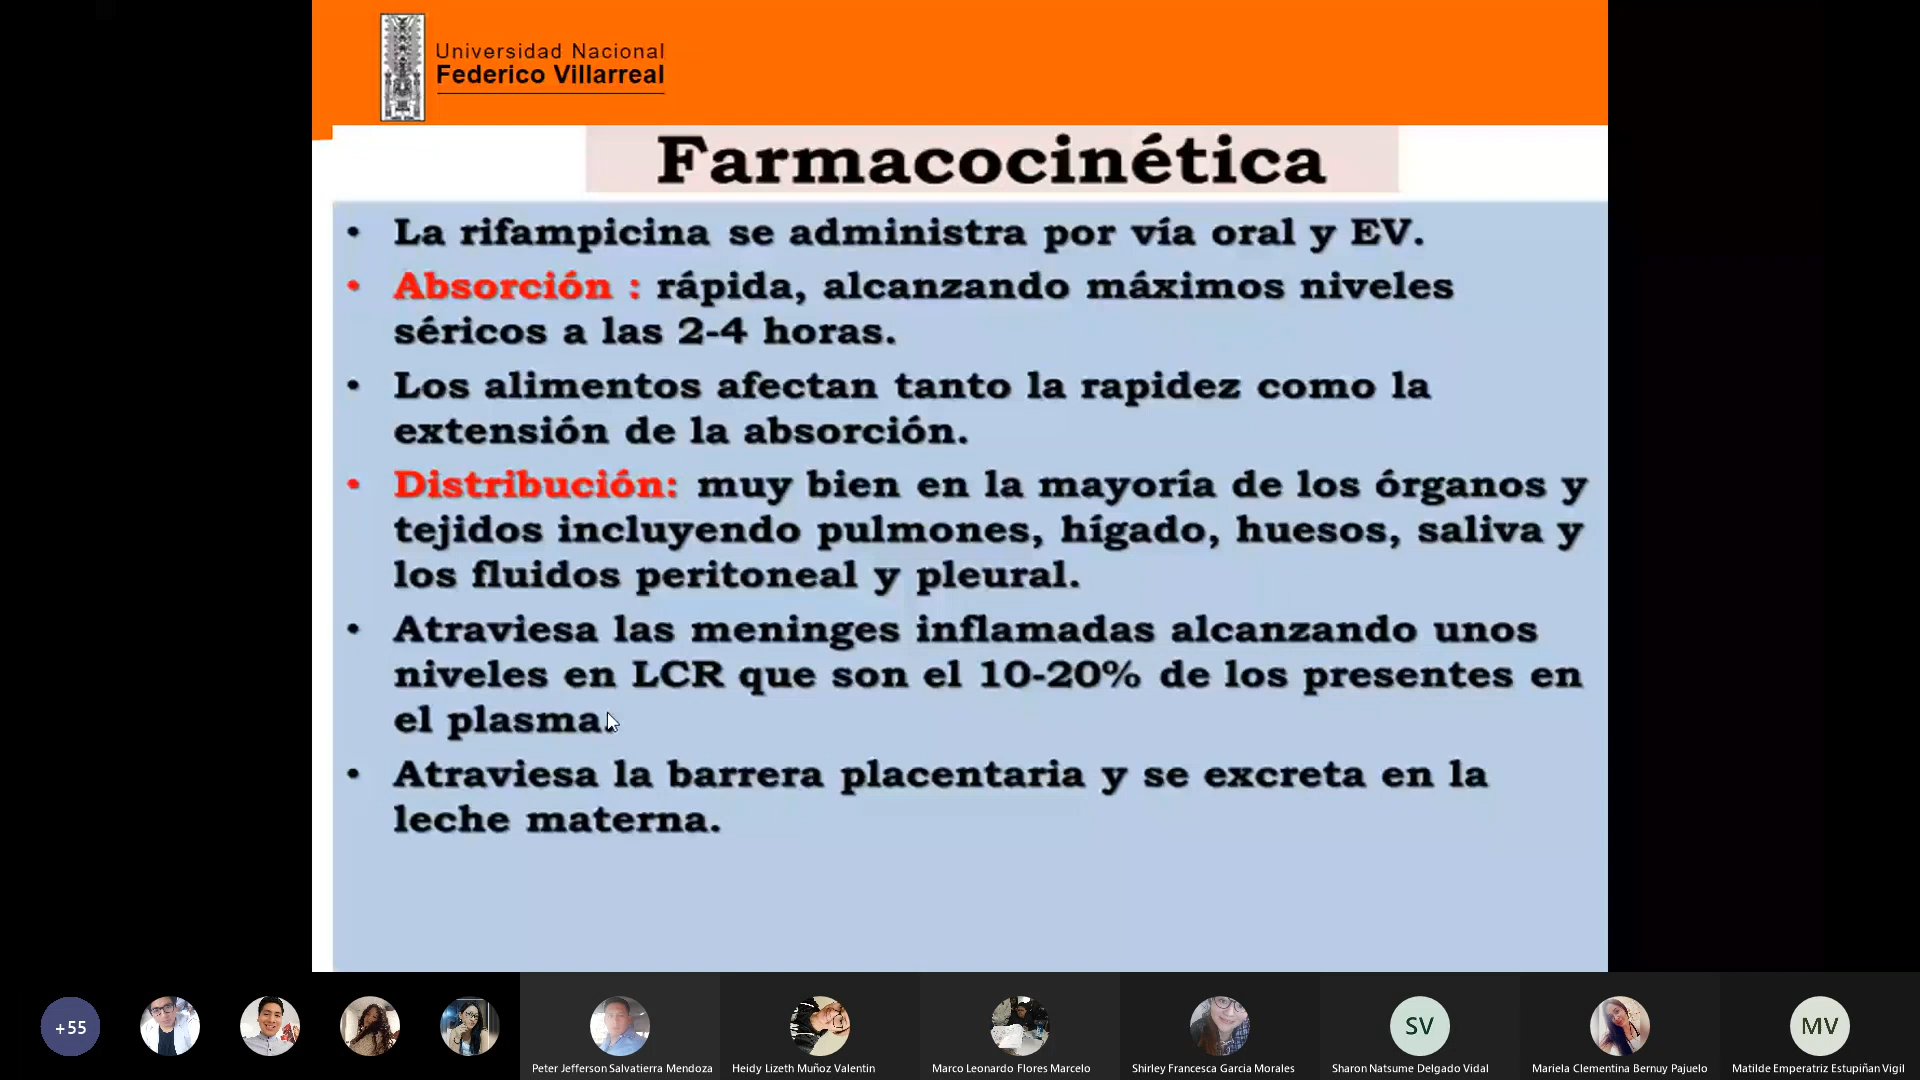 Universidad Nacional
Federico Villarreal
Farmacocinética
• La rifampicina se administra por vía oral y EV.
• Absorción : rápida, alcanzando máximos niveles
séricos a las 2-4 horas.
• Los alimentos afectan tanto la rapidez como la
extensión de la absorción.
• Distribución: muy bien en la mayoría de los órganos y
tejidos incluyendo pulmones, hígado, huesos, saliva y
los fluidos peritoneal y pleural.
• Atraviesa las meninges inflamadas alcanzando unos
niveles en LCR que son el 10-20% de los presentes en
el plasma.
• Atraviesa la barrera placentaria y se excreta en la
leche materna.
+55
SV
MV
Peter Jefferson Salvatierra Mendoza
Heidy Lizeth Muñoz Valentin
Marco Leonardo Flores Marcelo
Shirley Francesca Garcia Morales
Sharon Natsume Delgado Vidal
Mariela Clementina Bernuy Pajuelo
Matilde Emperatriz Estupiñan Vigil